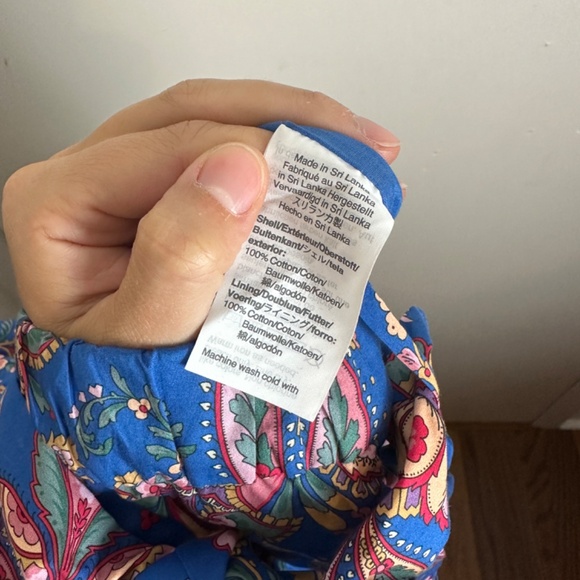 Made in Sri Lanka
Fabriqué au Sri Lanka
in Sri Lanka Hergestellt
Vervaardigd in Sri Lanka
スリランカ製
Hecho en Sri Lanka
Shell/Extérieur/Oberstoff/
Buitenkant/シェル/tela
exterior:
100% Cotton/Coton/
Baumwolle/Katoen/
綿/algodón
Lining/Doublure/Futter/
Voering/ライニング/forro:
100% Cotton/Coton/
Baumwolle/Katoen/
綿/algodón
Machine wash cold with